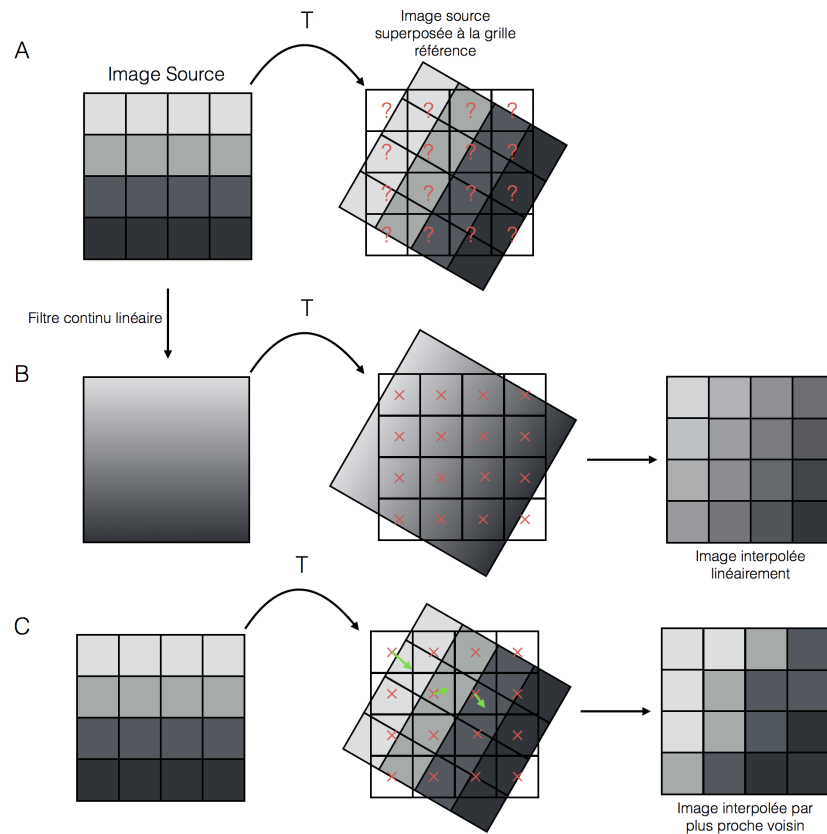 A
Image Source
T
Image source
superposée à la grille
référence
? ? ? ?
? ? ? ?
? ? ? ?
? ? ? ?
Filtre continu linéaire
T
B
Image interpolée
linéairement
T
C
Image interpolée par
plus proche voisin